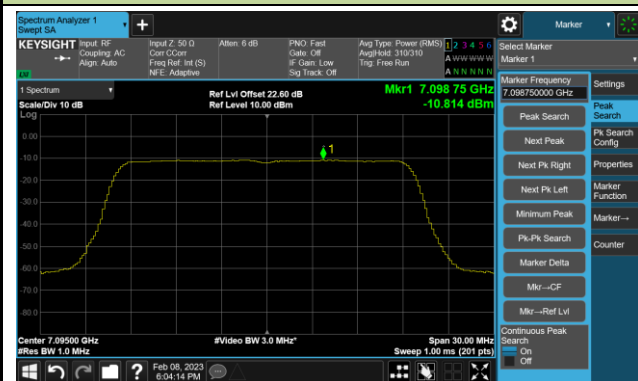 Spectrum Analyzer 1
Swept SA
Marker
KEYSIGHT
Input: RF
Coupling: AC
Align: Auto
Input Z: 50 Ω
Corr CCorr
Freq Ref: Int (S)
NFE: Adaptive
Atten: 6 dB
PNO: Fast
Gate: Off
IF Gain: Low
Sig Track: Off
Avg Type: Power (RMS)
Avg|Hold: 310/310
Trig: Free Run
1 2 3 4 5 6
A W W W W W
A N N N N N
Select Marker
Marker 1
1 Spectrum
Scale/Div 10 dB
Log
Ref Lvl Offset 22.60 dB
Ref Level 10.00 dBm
Mkr1 7.098 75 GHz
-10.814 dBm
0.00
-10.0
-20.0
-30.0
-40.0
-50.0
-60.0
-70.0
-80.0
1
Center 7.09500 GHz
#Res BW 1.0 MHz
#Video BW 3.0 MHz*
Span 30.00 MHz
Sweep 1.00 ms (201 pts)
Marker Frequency
7.098750000 GHz
Peak Search
Next Peak
Next Pk Right
Next Pk Left
Minimum Peak
Pk-Pk Search
Marker Delta
Mkr→CF
Mkr→Ref Lvl
Continuous Peak
Search
On
Off
Settings
Peak
Search
Pk Search
Config
Properties
Marker
Function
Marker→
Counter
Feb 08, 2023
6:04:14 PM